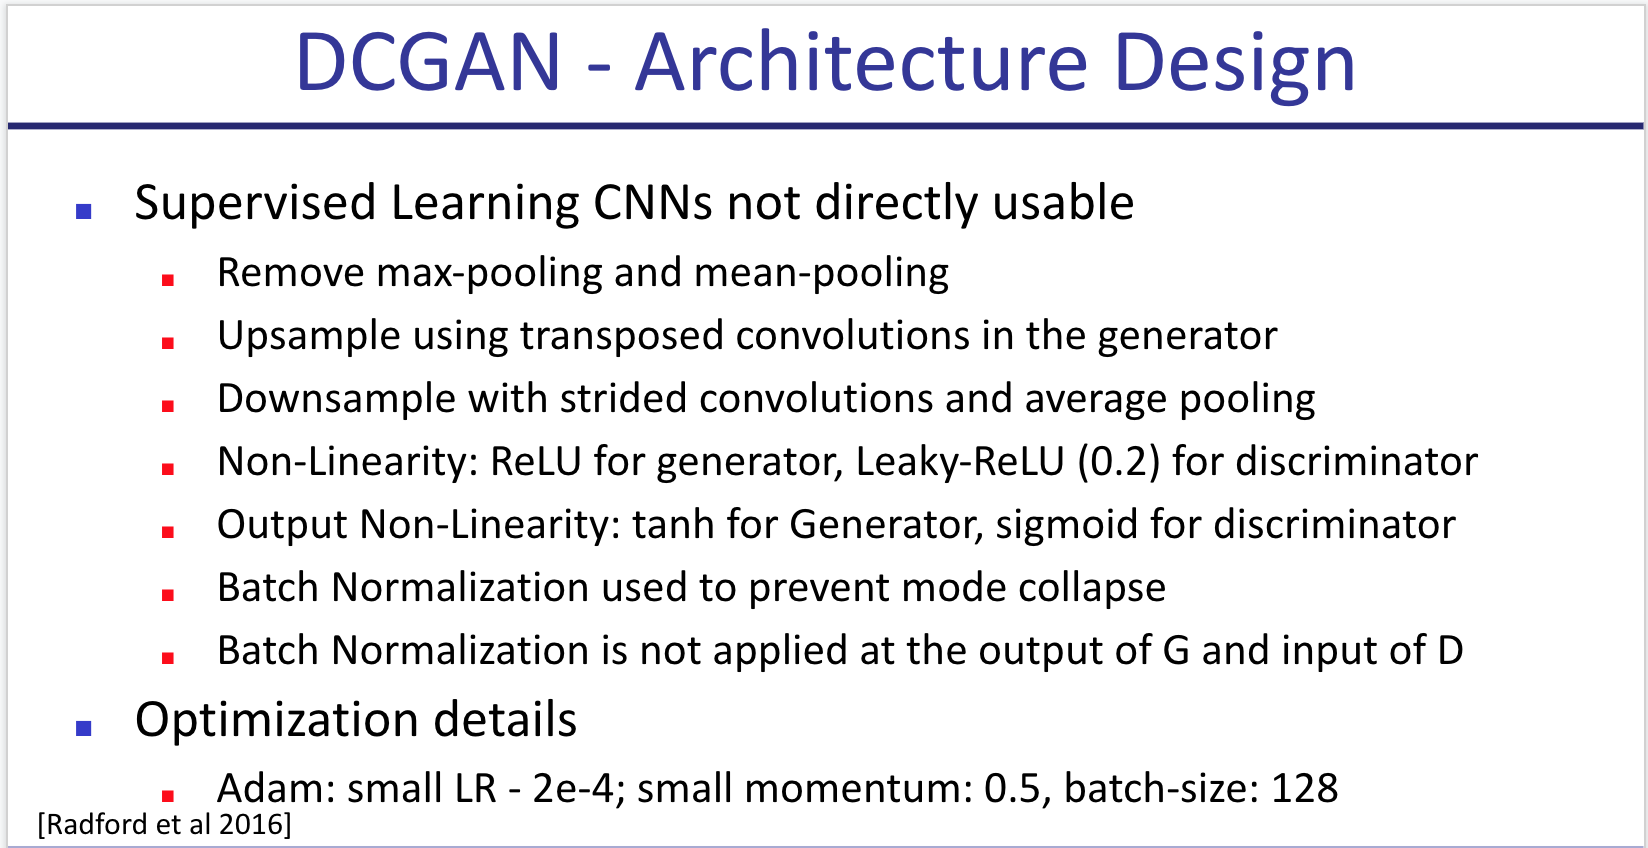 DCGAN - Architecture Design
Supervised Learning CNNs not directly usable
Remove max-pooling and mean-pooling
Upsample using transposed convolutions in the generator
Downsample with strided convolutions and average pooling
Non-Linearity: ReLU for generator, Leaky-ReLU (0.2) for discriminator
Output Non-Linearity: tanh for Generator, sigmoid for discriminator
Batch Normalization used to prevent mode collapse
Batch Normalization is not applied at the output of G and input of D
Optimization details
Adam: small LR - 2e-4; small momentum: 0.5, batch-size: 128
[Radford et al 2016]